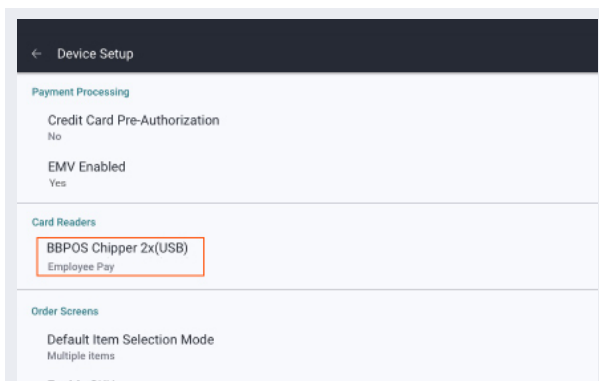 ← Device Setup
Payment Processing
Credit Card Pre-Authorization
No
EMV Enabled
Yes
Card Readers
BBPOS Chipper 2x(USB)
Employee Pay
Order Screens
Default Item Selection Mode
Multiple items